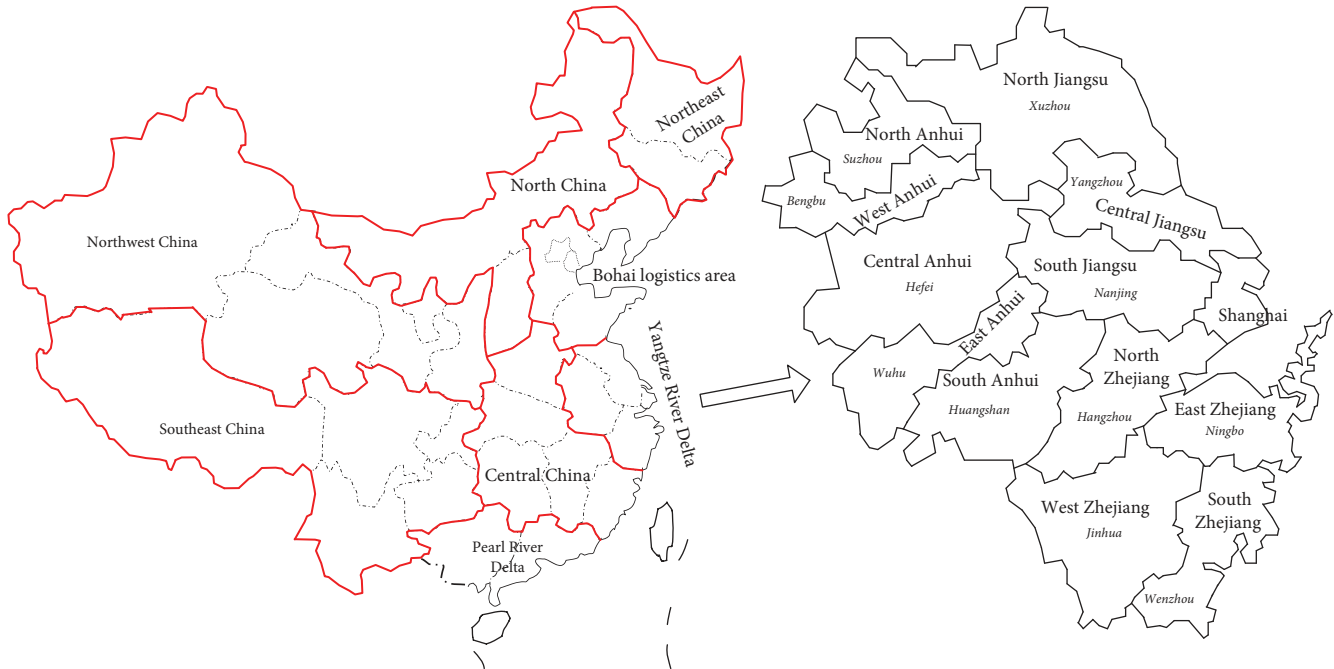 Northeast
China
North China
Northwest China
Bohai logistics area
Yangtze River Delta
Southeast China
Central China
Pearl River
Delta
North Jiangsu
Xuzhou
North Anhui
Suzhou
Yangzhou
Bengbu
West Anhui
Central Jiangsu
Central Anhui
Hefei
South Jiangsu
Nanjing
Shanghai
East Anhui
Wuhu
South Anhui
Huangshan
North
Zhejiang
Hangzhou
East Zhejiang
Ningbo
West Zhejiang
Jinhua
South
Zhejiang
Wenzhou